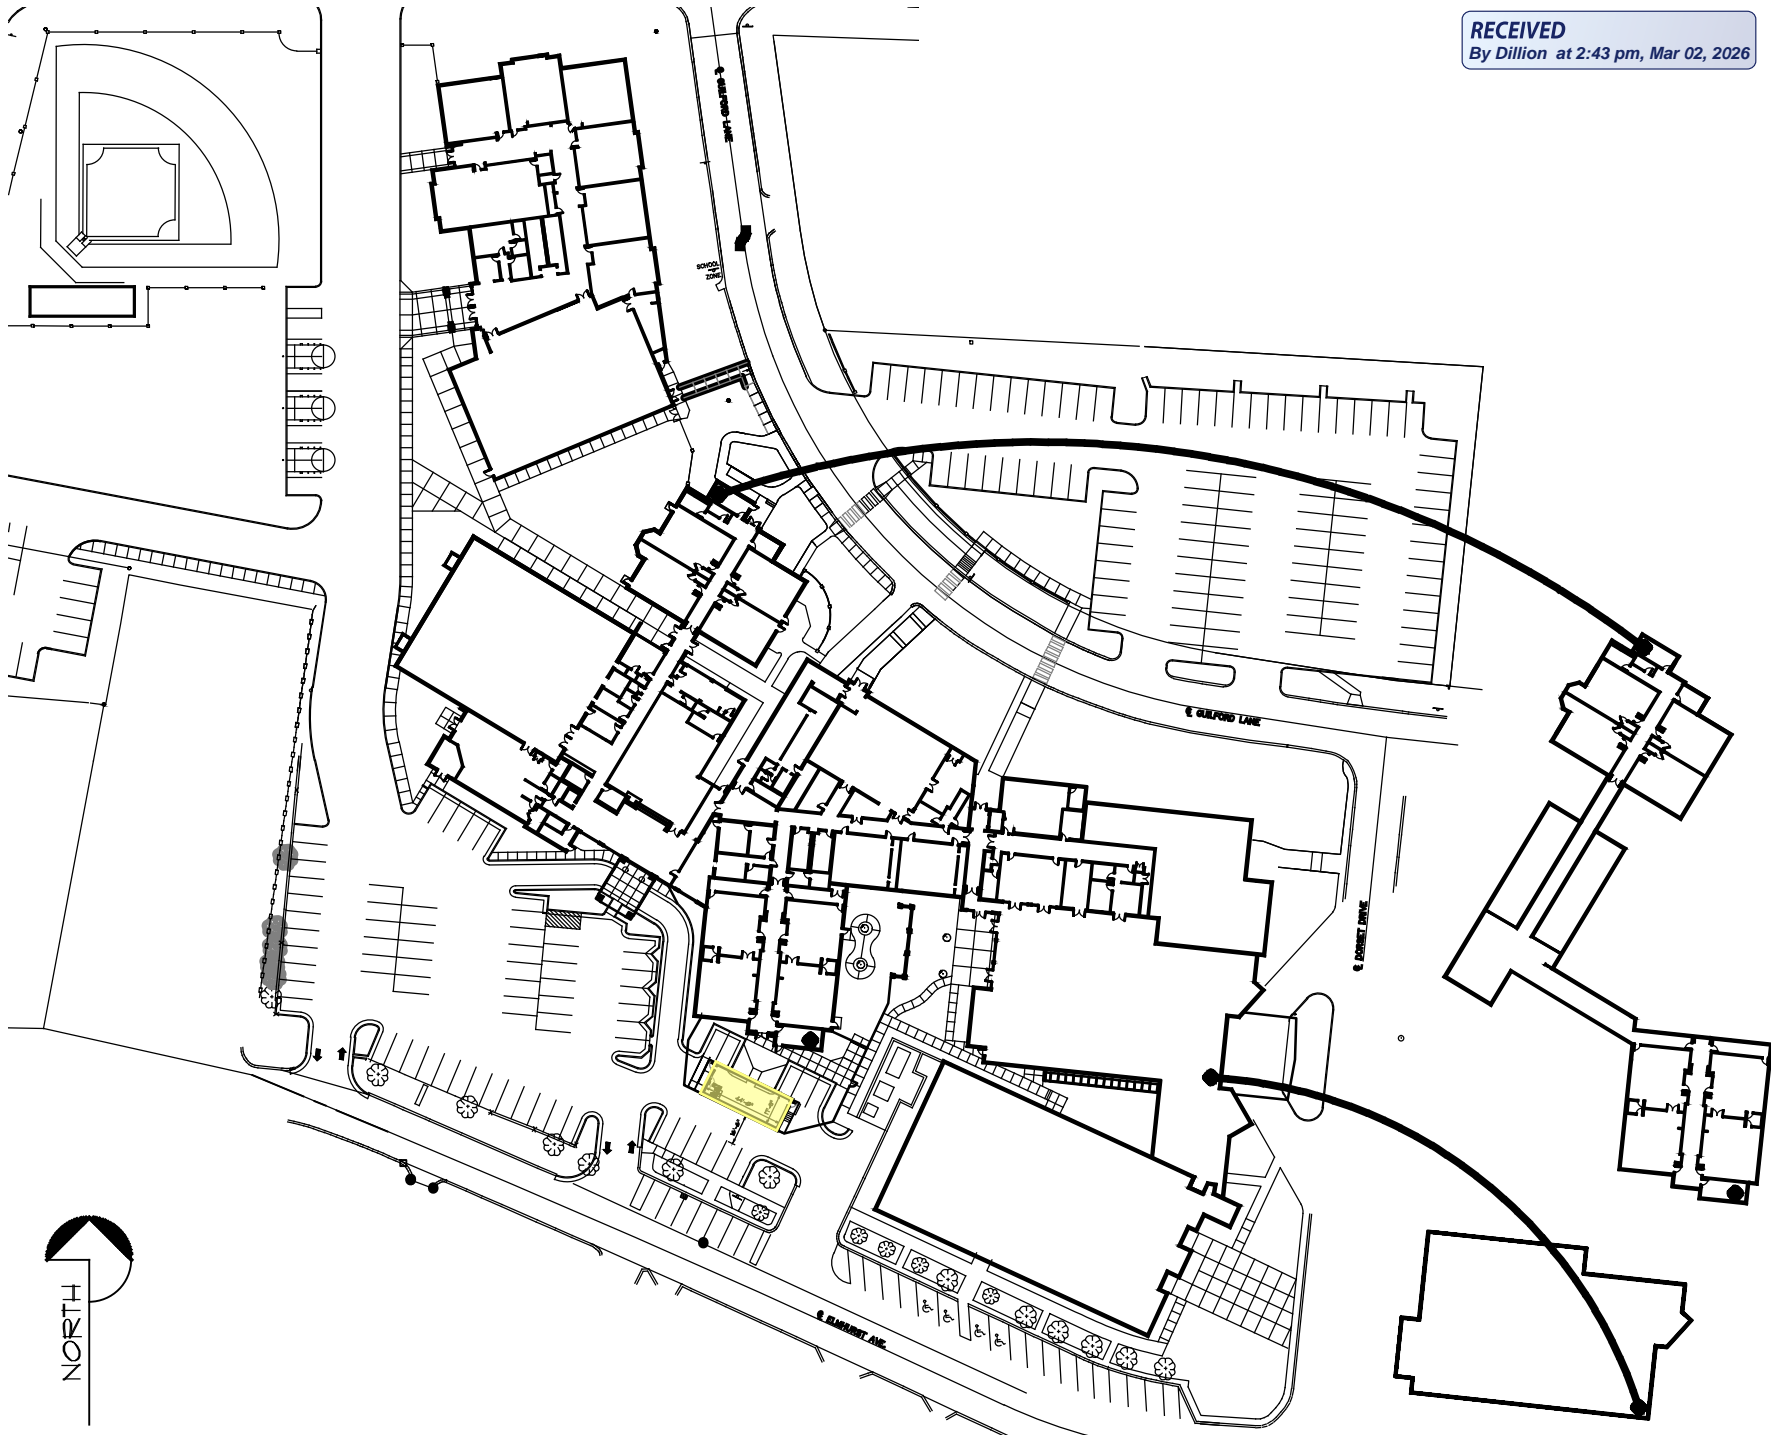 RECEIVED
By Dillion at 2:43 pm, Mar 02, 2026
℄ GUILFORD LANE
SCHOOL
ZONE
℄ GUILFORD LANE
℄ DORSET DRIVE
℄ ELMHURST AVE.
NORTH